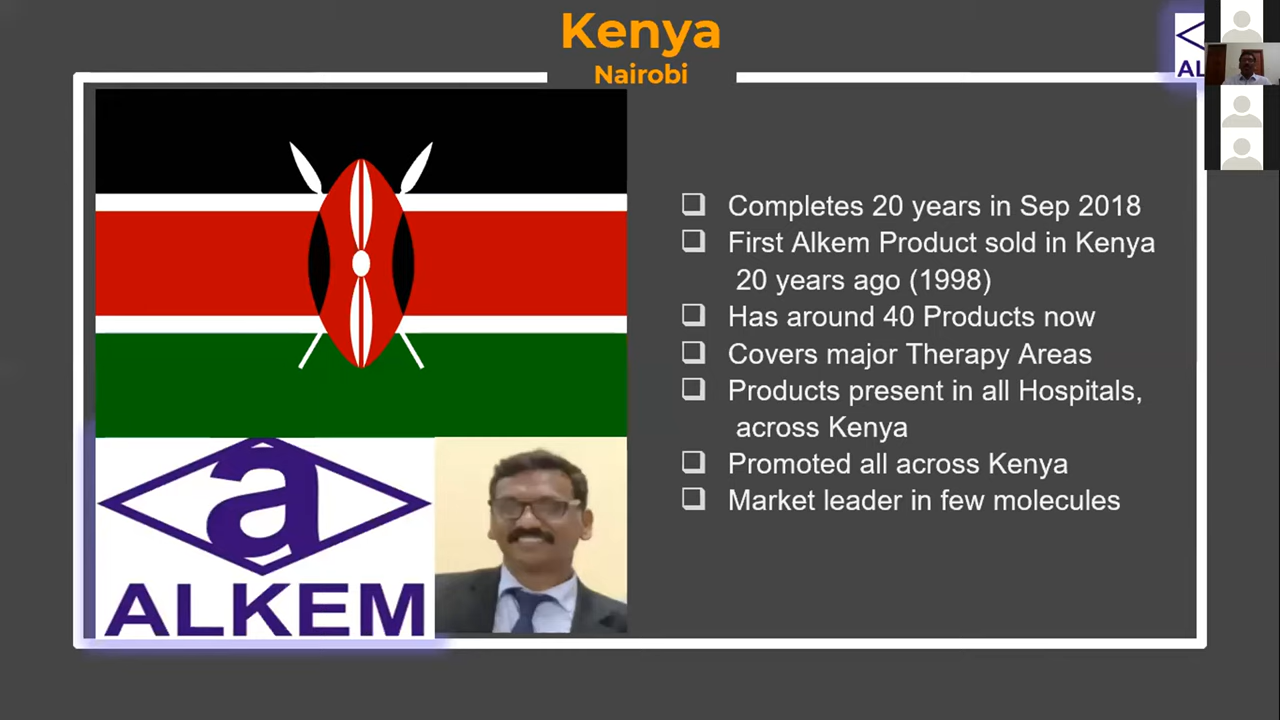 Kenya
Nairobi
AL
❑ Completes 20 years in Sep 2018
❑ First Alkem Product sold in Kenya
20 years ago (1998)
❑ Has around 40 Products now
❑ Covers major Therapy Areas
❑ Products present in all Hospitals,
across Kenya
❑ Promoted all across Kenya
❑ Market leader in few molecules
a
ALKEM